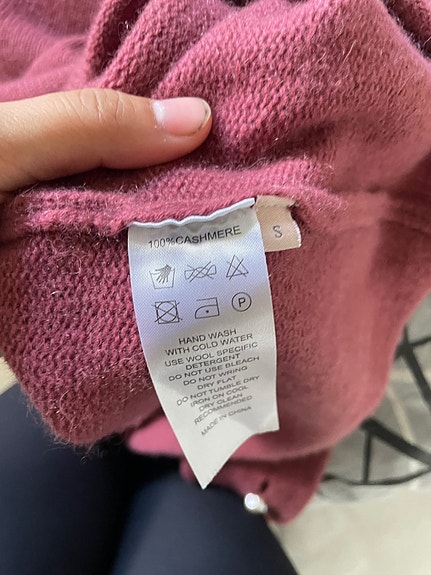 100%CASHMERE
S
P
HAND WASH
WITH COLD WATER
USE WOOL SPECIFIC
DETERGENT
DO NOT USE BLEACH
DO NOT WRING
DRY FLAT
DO NOT TUMBLE DRY
IRON ON COOL
DRY CLEAN
RECOMMENDED
MADE IN CHINA